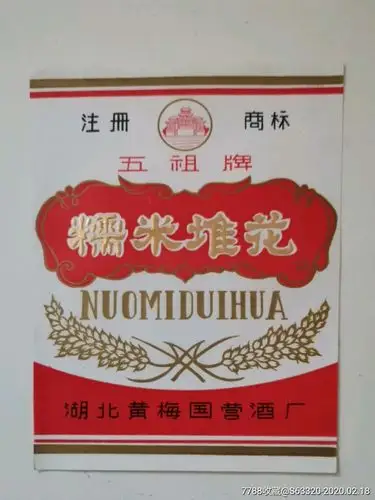 注册 商标
五祖牌
糯米堆花
NUOMIDUIHUA
湖北黄梅国营酒厂
7788收藏@S63320 2020.02.18